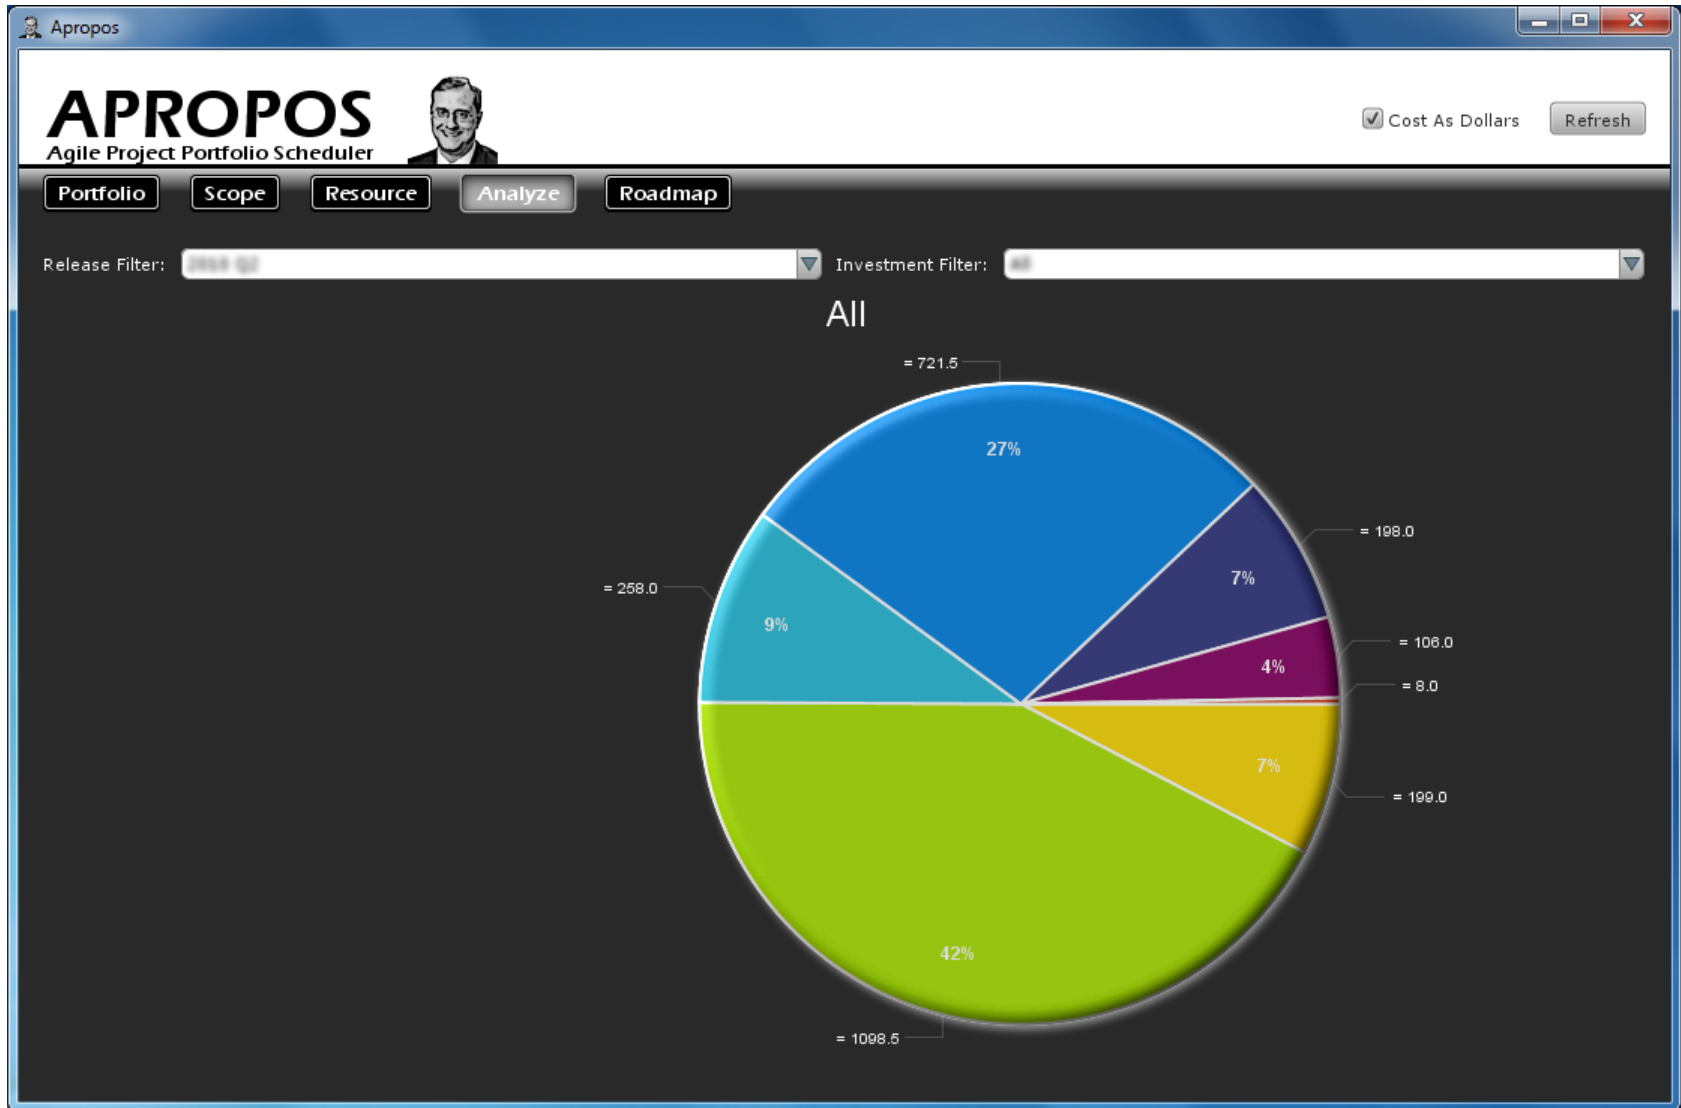 Apropos
APROPOS
Agile Project Portfolio Scheduler
Cost As Dollars
Refresh
Portfolio
Scope
Resource
Analyze
Roadmap
Release Filter:
Investment Filter:
All
= 721.5
27%
= 198.0
7%
= 258.0
9%
= 106.0
4%
= 8.0
7%
= 199.0
42%
= 1098.5